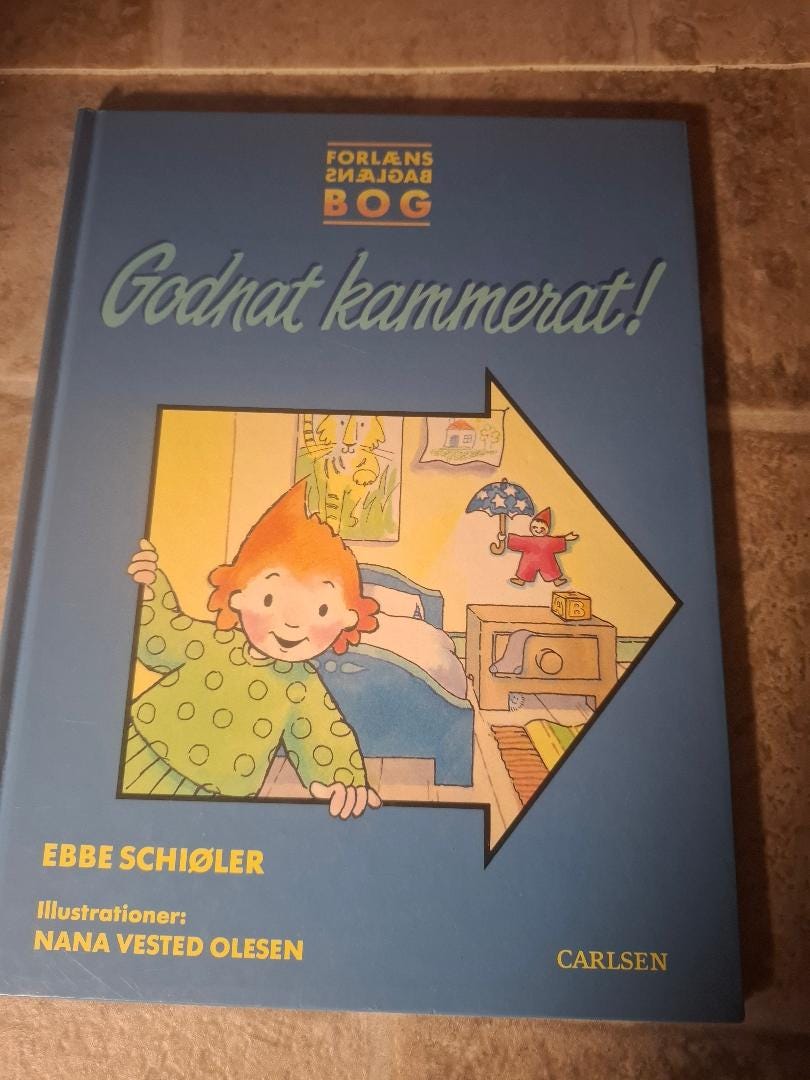 FORLÆNS
BAGLÆNS
BOG
Godnat kammerat!
A B
EBBE SCHIØLER
Illustrationer:
NANA VESTED OLESEN
CARLSEN